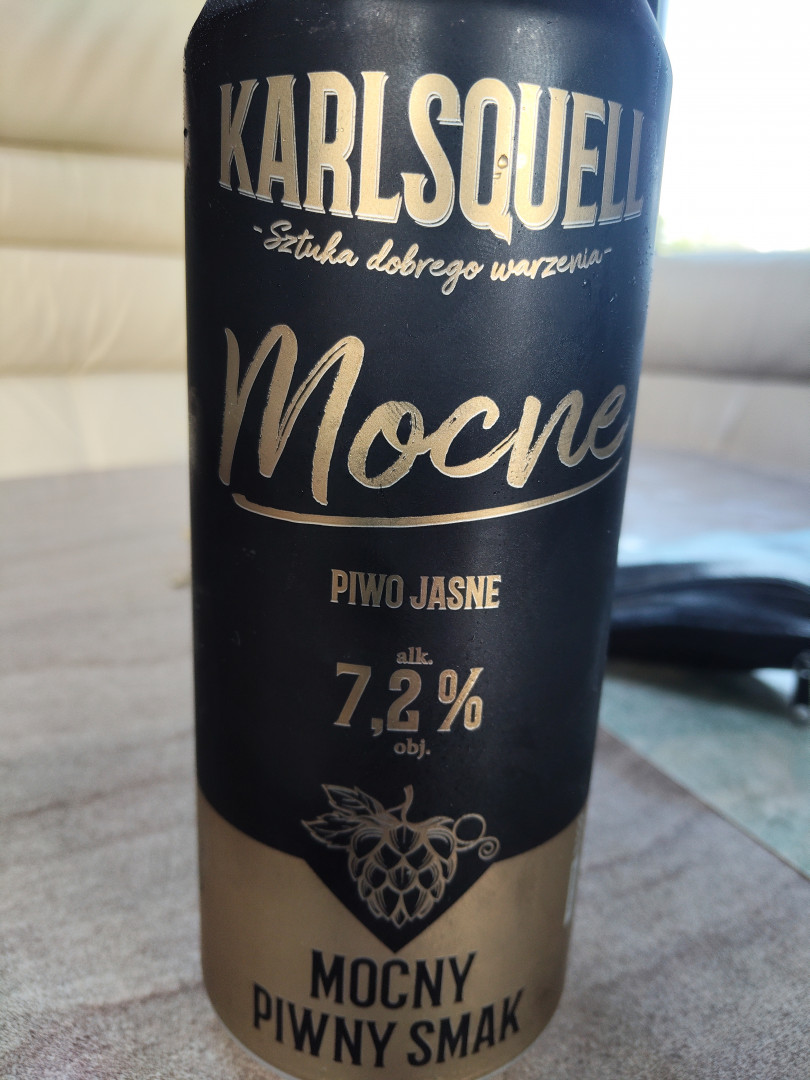 KARLSQUELL
-Sztuka dobrego warzenia-
Mocne
PIWO JASNE
alk.
7,2%
obj.
MOCNY
PIWNY SMAK